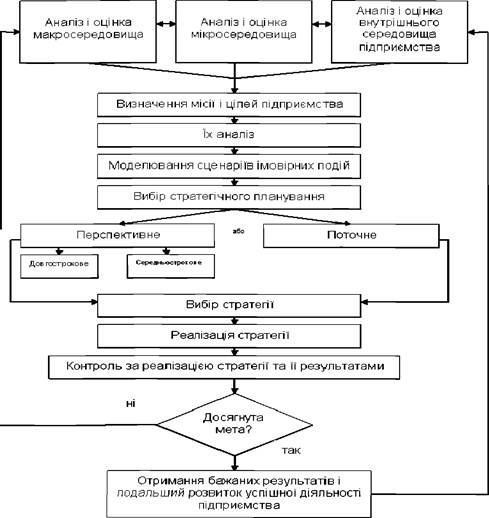 Аналіз і оцінка
макросередовища
Аналіз і оцінка
мікросередовища
Аналіз і оцінка
внутрішнього
середовища
підприємства
Визначення місії і цілей підприємства
Їх аналіз
Моделювання сценаріїв імовірних подій
Вибір стратегічного планування
Перспективне
або
Поточне
Довгострокове
Середньострокове
Вибір стратегії
Реалізація стратегії
Контроль за реалізацією стратегії та її результатами
ні
Досягнута
мета?
так
Отримання бажаних результатів і
подальший розвиток успішної діяльності
підприємства